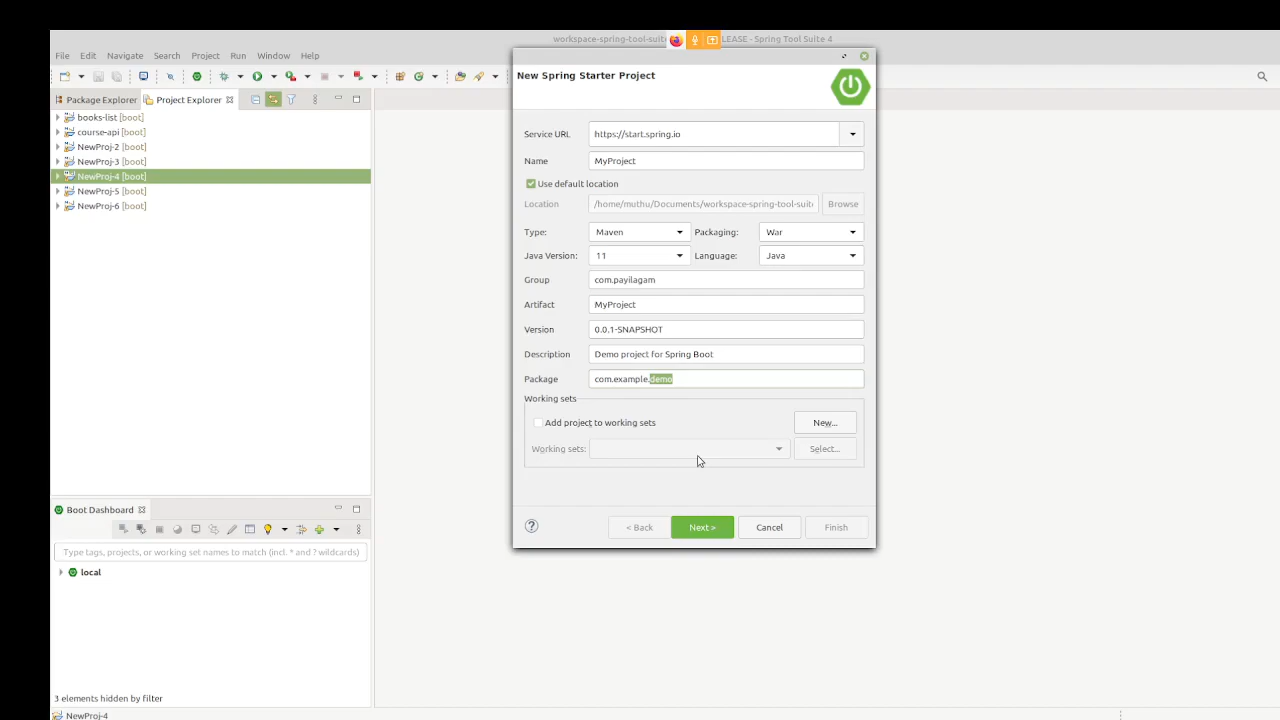 workspace-spring-tool-suite
LEASE - Spring Tool Suite 4
File Edit Navigate Search Project Run Window Help
Package Explorer Project Explorer
books-list [boot]
course-api [boot]
NewProj-2 [boot]
NewProj-3 [boot]
NewProj-4 [boot]
NewProj-5 [boot]
NewProj-6 [boot]
New Spring Starter Project
Service URL https://start.spring.io
Name MyProject
Use default location
Location /home/muthu/Documents/workspace-spring-tool-suite Browse
Type: Maven Packaging: War
Java Version: 11 Language: Java
Group com.payilagam
Artifact MyProject
Version 0.0.1-SNAPSHOT
Description Demo project for Spring Boot
Package com.example.demo
Working sets
Add project to working sets New...
Working sets: Select...
? < Back Next > Cancel Finish
Boot Dashboard
Type tags, projects, or working set names to match (incl. * and ? wildcards)
local
3 elements hidden by filter
NewProj-4